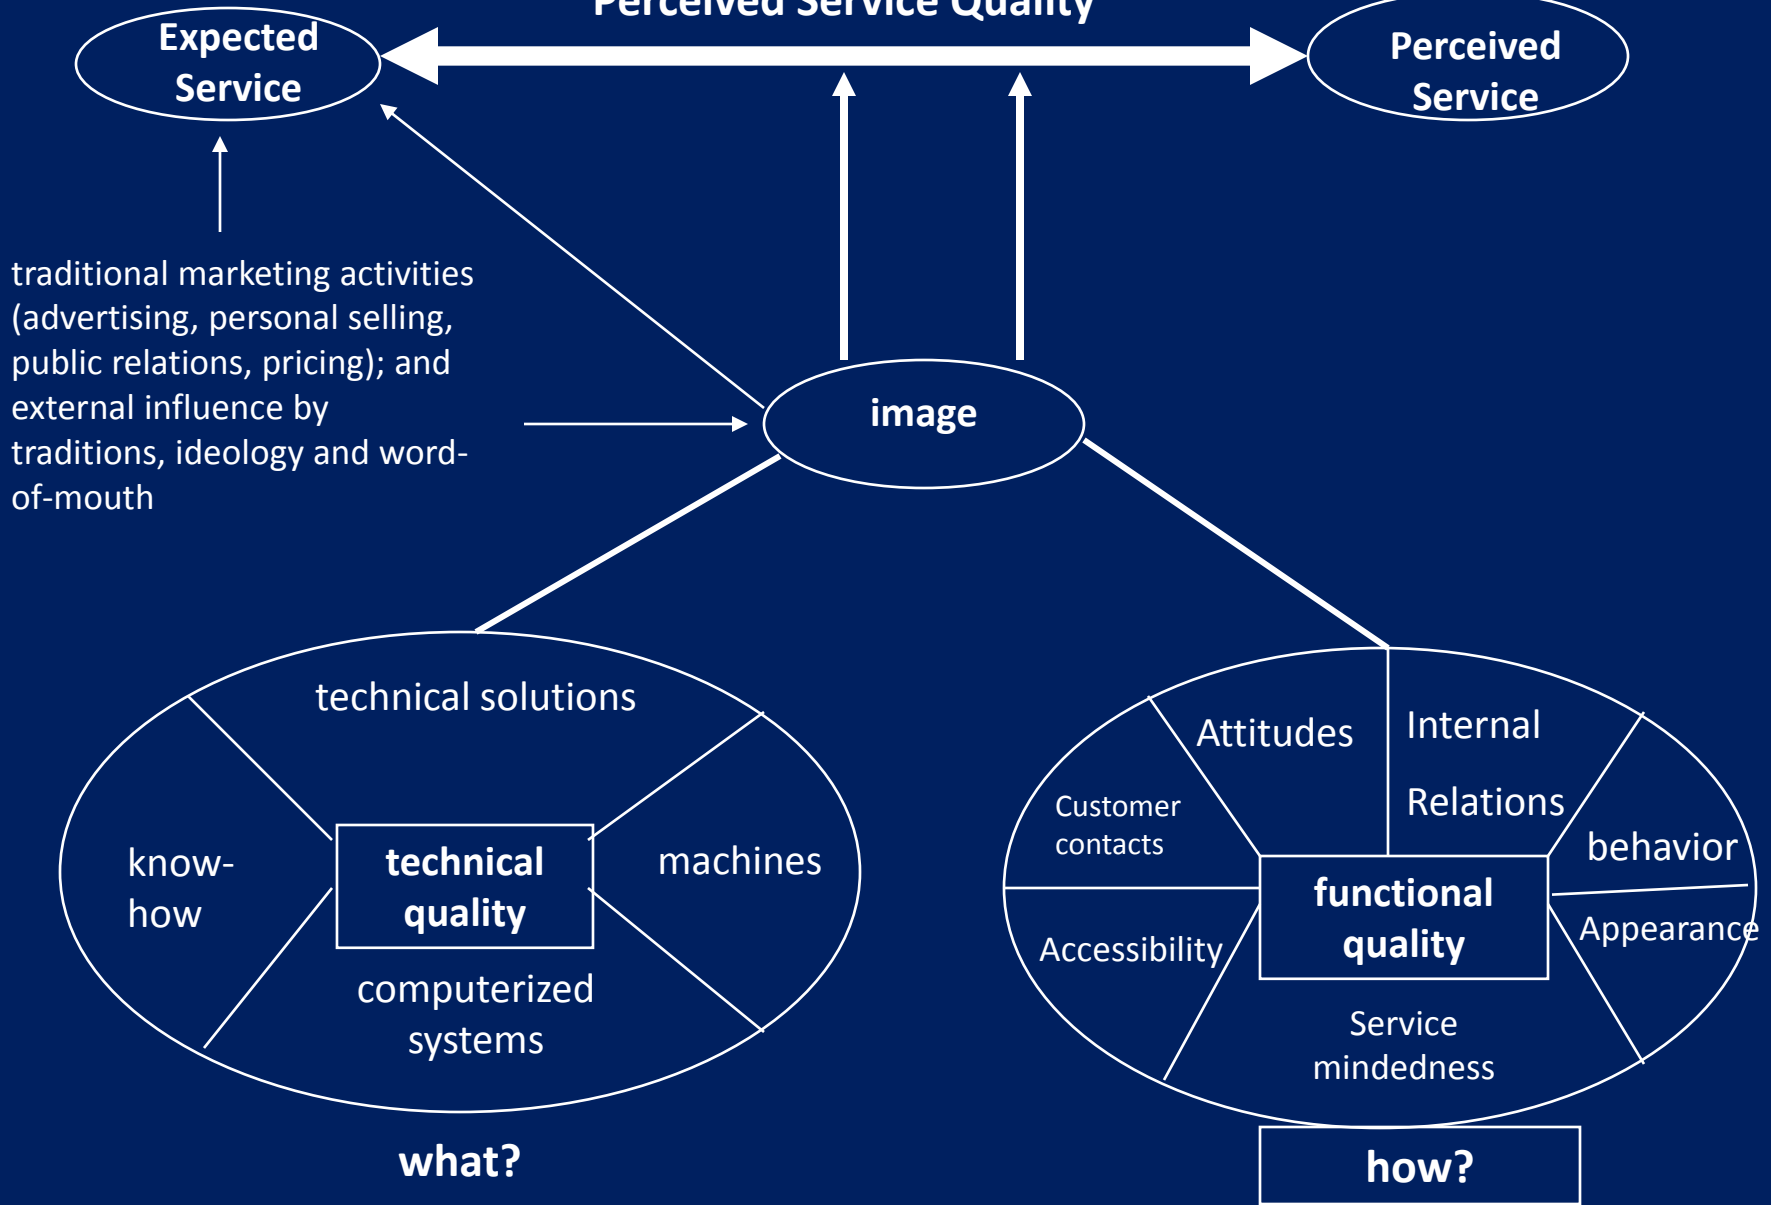 Perceived Service Quality
Expected
Service
Perceived
Service
traditional marketing activities
(advertising, personal selling,
public relations, pricing); and
external influence by
traditions, ideology and word-
of-mouth
image
technical solutions
know-
how
technical
quality
machines
computerized
systems
what?
Attitudes
Internal
Relations
Customer
contacts
behavior
functional
quality
Accessibility
Appearance
Service
mindedness
how?